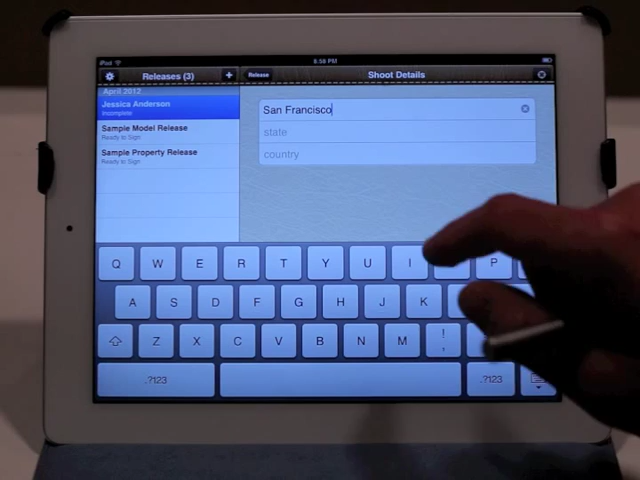 iPad
8:58 PM
Releases (3)
+
Release
Shoot Details
April 2012
Jessica Anderson
Incomplete
Sample Model Release
Ready to Sign
Sample Property Release
Ready to Sign
San Francisco
state
country
Q W E R T Y U I P
A S D F G H J K
Z X C V B N M ! ,
.?123 .?123